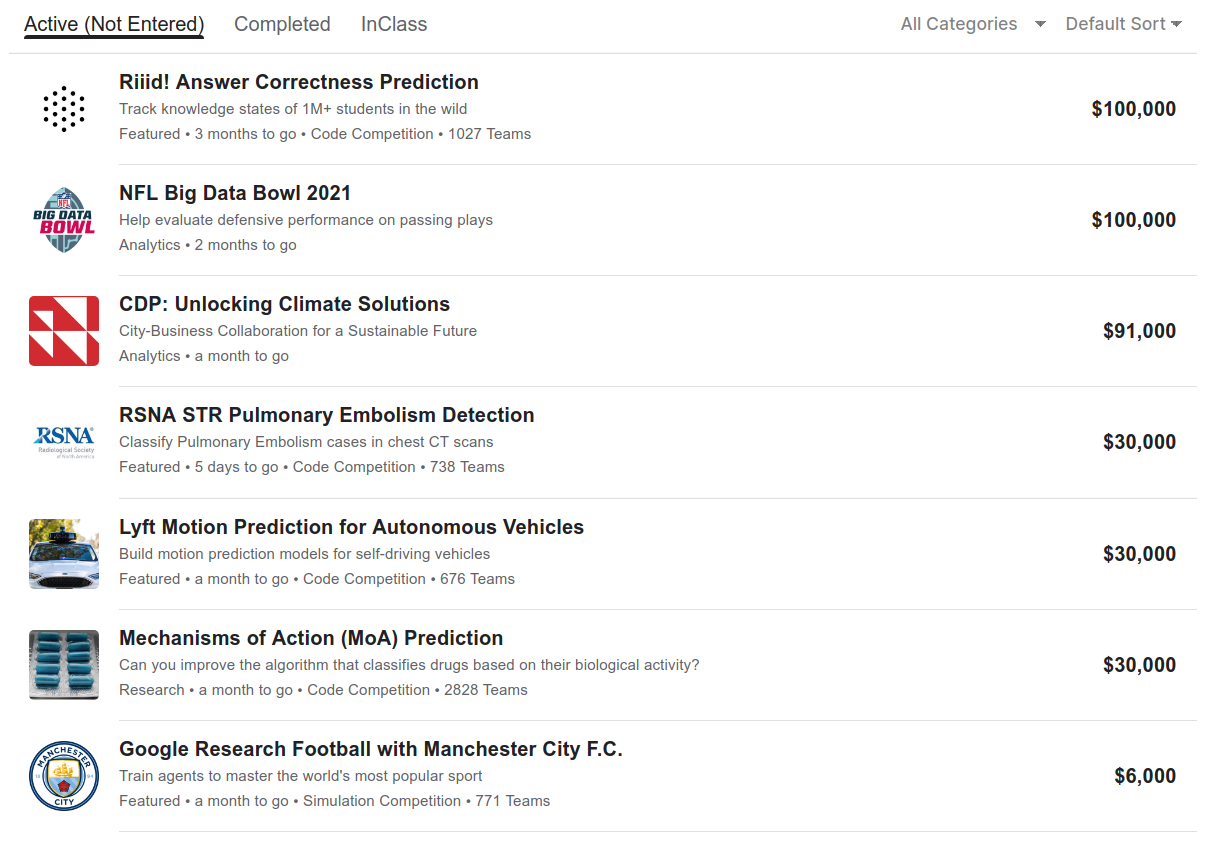 Active (Not Entered) Completed InClass All Categories Default Sort
Riiid! Answer Correctness Prediction
Track knowledge states of 1M+ students in the wild
$100,000
Featured • 3 months to go • Code Competition • 1027 Teams
NFL Big Data Bowl 2021
NFL
BIG DATA
BOWL
Help evaluate defensive performance on passing plays
$100,000
Analytics • 2 months to go
CDP: Unlocking Climate Solutions
City-Business Collaboration for a Sustainable Future
$91,000
Analytics • a month to go
RSNA STR Pulmonary Embolism Detection
RSNA
Radiological Society
of North America
Classify Pulmonary Embolism cases in chest CT scans
$30,000
Featured • 5 days to go • Code Competition • 738 Teams
Lyft Motion Prediction for Autonomous Vehicles
Build motion prediction models for self-driving vehicles
$30,000
Featured • a month to go • Code Competition • 676 Teams
Mechanisms of Action (MoA) Prediction
Can you improve the algorithm that classifies drugs based on their biological activity?
$30,000
Research • a month to go • Code Competition • 2828 Teams
Google Research Football with Manchester City F.C.
MANCHESTER
18 94
CITY
Train agents to master the world's most popular sport
$6,000
Featured • a month to go • Simulation Competition • 771 Teams